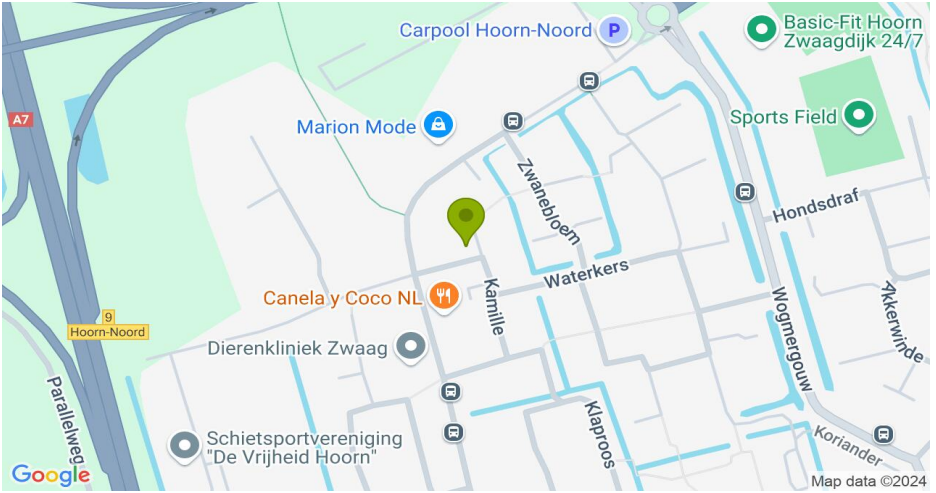 Carpool Hoorn-Noord
P
Basic-Fit Hoorn
Zwaagdijk 24/7
A7
Marion Mode
Sports Field
Zwanebloem
Hondsdraf
Waterkers
Canela y Coco NL
Kamille
Wogmergouw
Akkerwinde
9
Hoorn-Noord
Dierenkliniek Zwaag
Parallelweg
Klaproos
Schietsportvereniging
"De Vrijheid Hoorn"
Koriander
Google
Map data ©2024